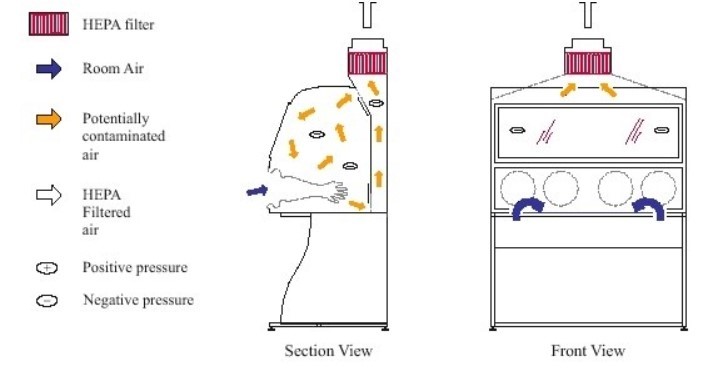 HEPA filter
Room Air
Potentially
contaminated
air
HEPA
Filtered
air
Positive pressure
Negative pressure
Section View
Front View